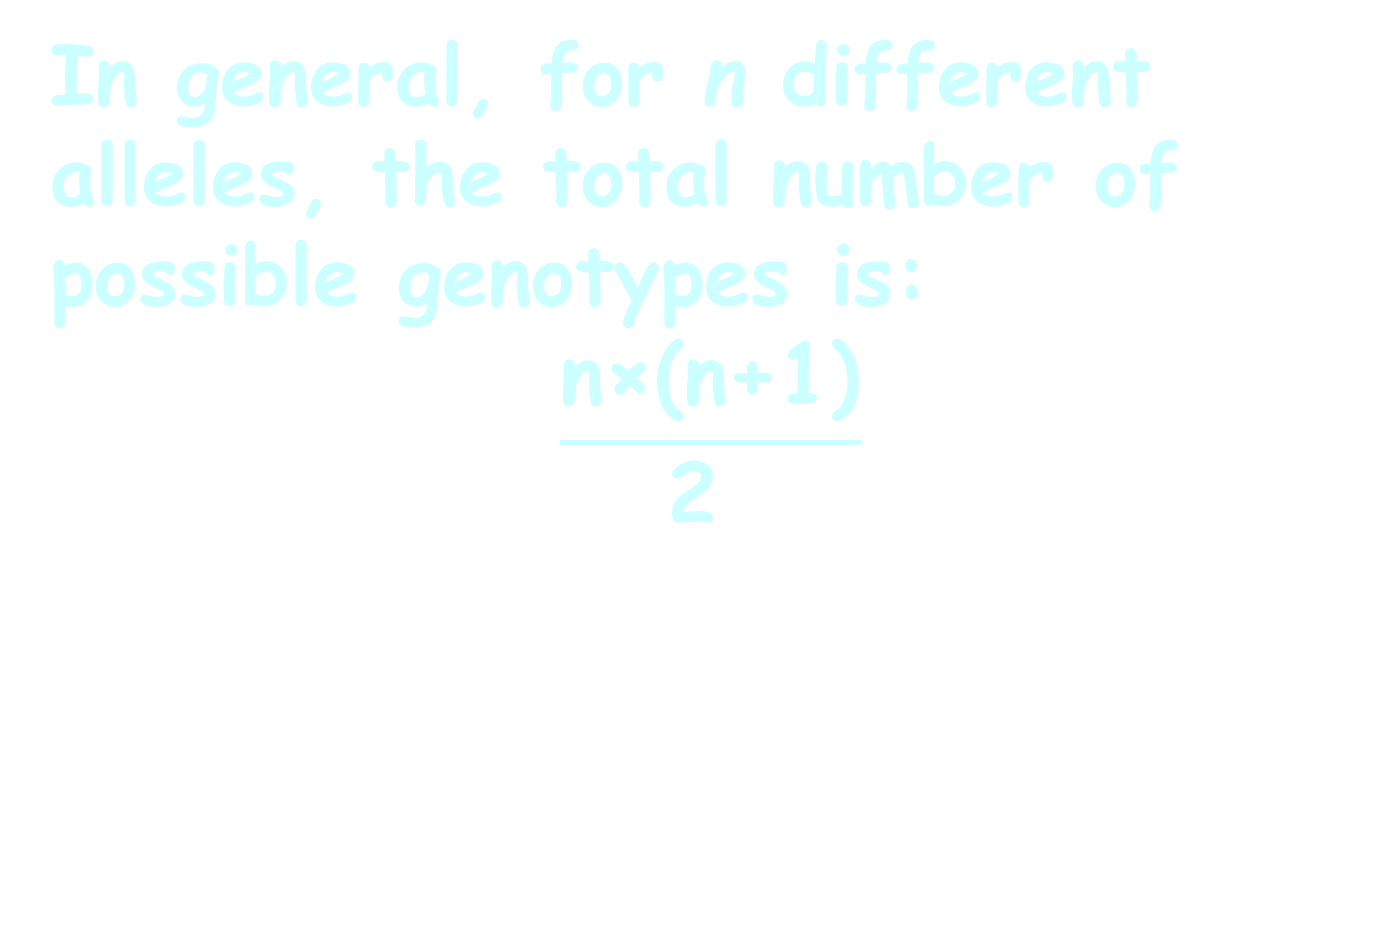 In general, for n different
alleles, the total number of
possible genotypes is:
n×(n+1)
2